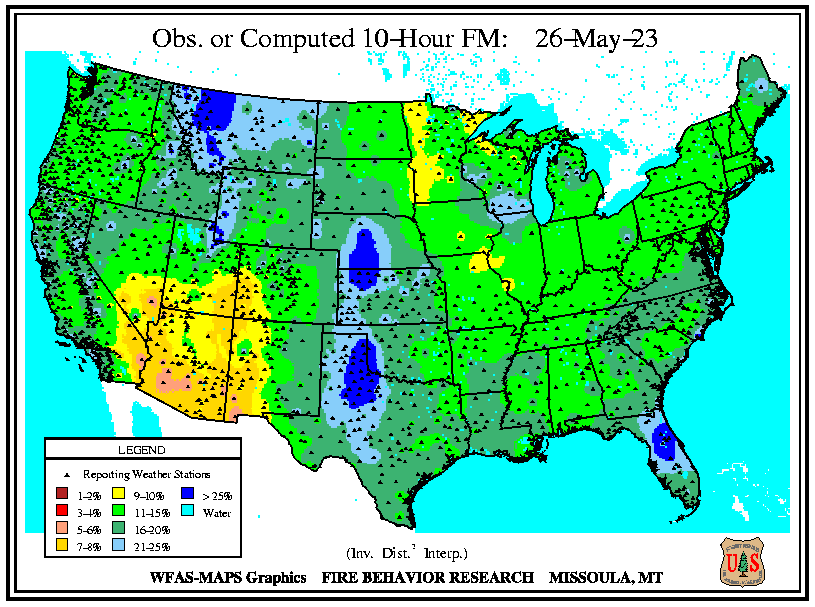 Obs. or Computed 10-Hour FM: 26-May-23
LEGEND
Reporting Weather Stations
1-2% 9-10% > 25%
3-4% 11-15% Water
5-6% 16-20%
7-8% 21-25%
(Inv. Dist.² Interp.)
WFAS-MAPS Graphics FIRE BEHAVIOR RESEARCH MISSOULA, MT
U S